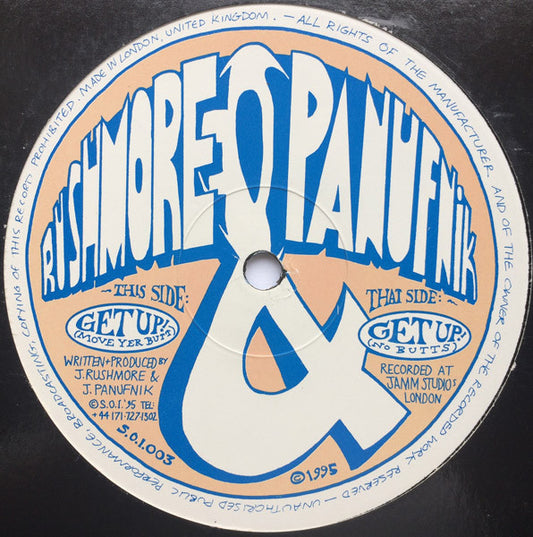 PERFORMANCE, BROADCASTING, COPYING OF THIS RECORD PROHIBITED. MADE IN LONDON, UNITED KINGDOM. — ALL RIGHTS OF THE MANUFACTURER AND OF THE OWNER OF THE RECORDED WORK RESERVED — UNAUTHORISED PUBLIC
RUSHMORE & PANUFNiK
~ THIS SIDE: ~
GET UP!
(MOVE YER BUTT)
WRITTEN+PRODUCED BY
J.RUSHMORE &
J. PANUFNIK
© S.O.I. '95 TEL:
+44 171-727-1302
S.O.I.003
THAT SIDE:
GET UP!
(NO BUTTS)
RECORDED AT
JAMM STUDIOS
LONDON
© 1995